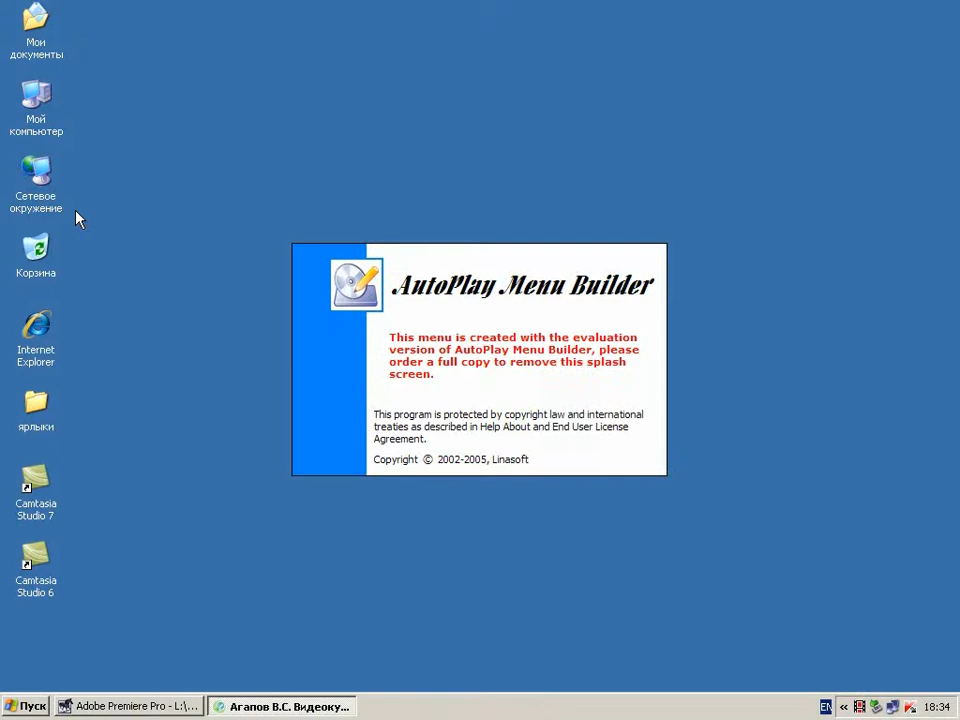 Мои
документы
Мой
компьютер
Сетевое
окружение
Корзина
Internet
Explorer
ярлыки
Camtasia
Studio 7
Camtasia
Studio 6
AutoPlay Menu Builder
This menu is created with the evaluation
version of AutoPlay Menu Builder, please
order a full copy to remove this splash
screen.
This program is protected by copyright law and international
treaties as described in Help About and End User License
Agreement.
Copyright © 2002-2005, Linasoft
Пуск
Adobe Premiere Pro - L:\...
Агапов В.С. Видеоку...
EN
«
18:34